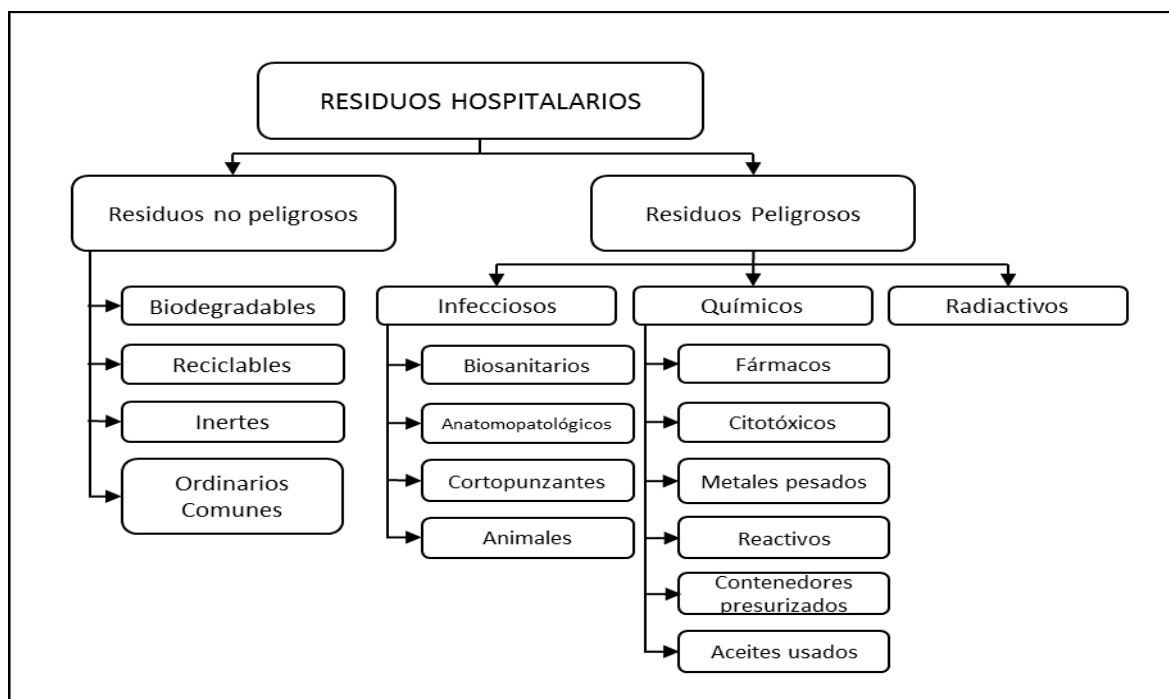 RESIDUOS HOSPITALARIOS
Residuos no peligrosos
Residuos Peligrosos
Biodegradables
Reciclables
Inertes
Ordinarios
Comunes
Infecciosos
Químicos
Radiactivos
Biosanitarios
Anatomopatológicos
Cortopunzantes
Animales
Fármacos
Citotóxicos
Metales pesados
Reactivos
Contenedores
presurizados
Aceites usados